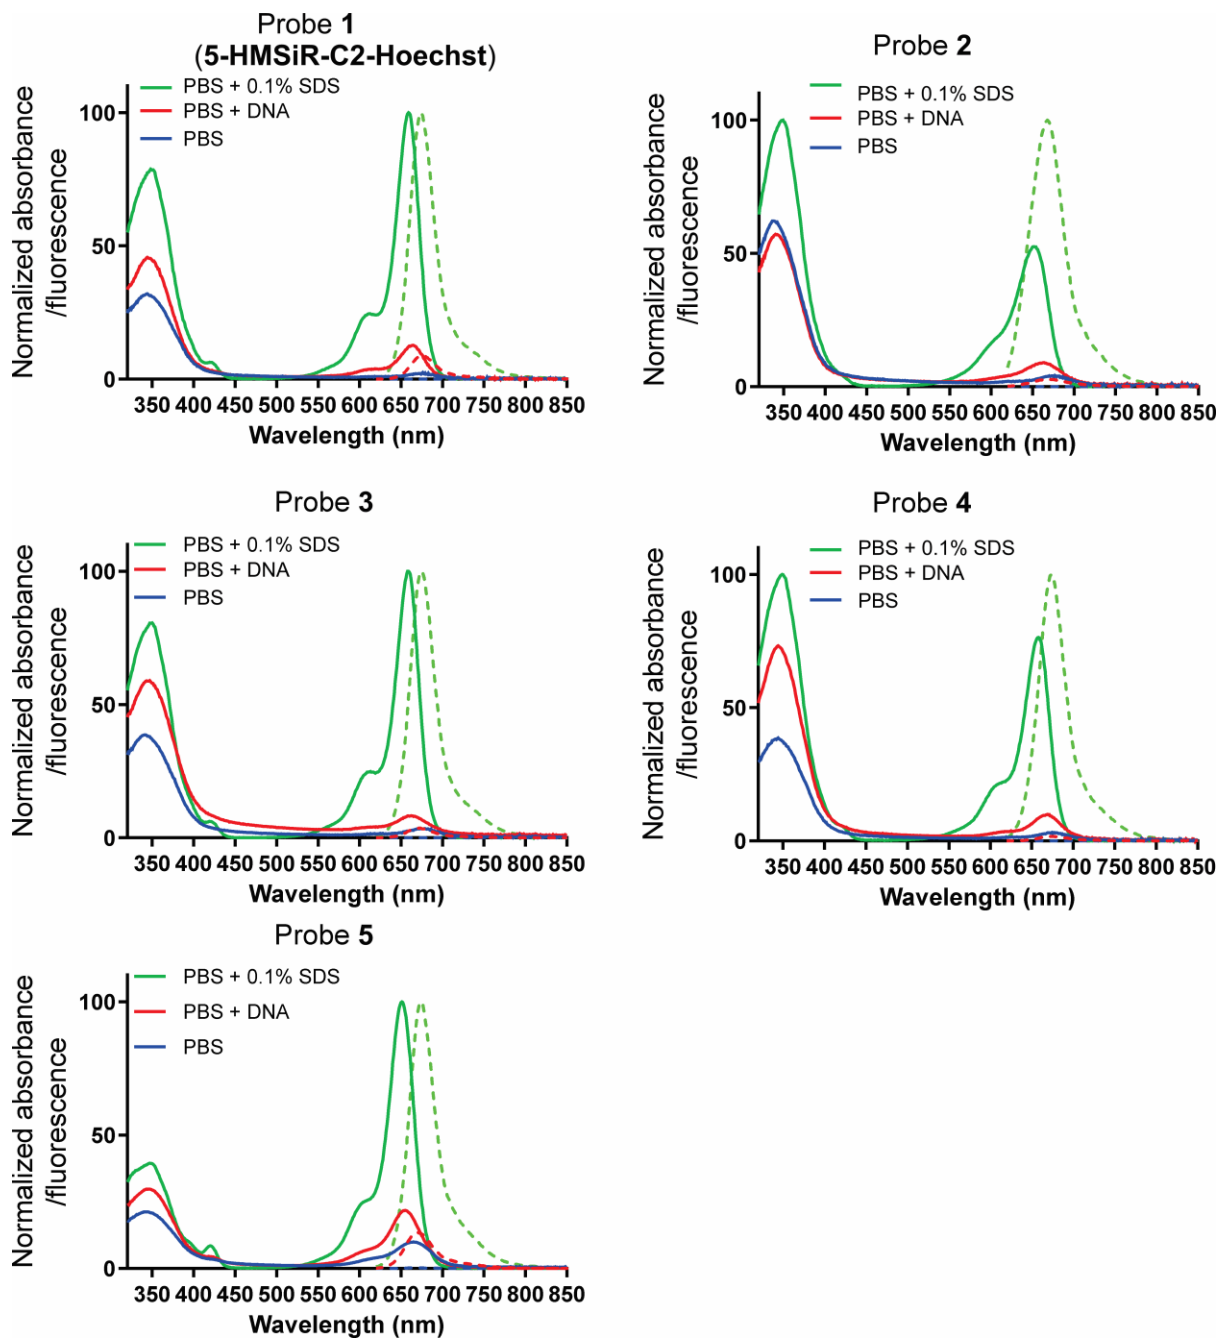 Probe 1
(5-HMSiR-C2-Hoechst)
PBS + 0.1% SDS
PBS + DNA
PBS
Normalized absorbance
/fluorescence
100
50
0
350 400 450 500 550 600 650 700 750 800 850
Wavelength (nm)
Probe 2
PBS + 0.1% SDS
PBS + DNA
PBS
Normalized absorbance
/fluorescence
100
50
0
350 400 450 500 550 600 650 700 750 800 850
Wavelength (nm)
Probe 3
PBS + 0.1% SDS
PBS + DNA
PBS
Normalized absorbance
/fluorescence
100
50
0
350 400 450 500 550 600 650 700 750 800 850
Wavelength (nm)
Probe 4
PBS + 0.1% SDS
PBS + DNA
PBS
Normalized absorbance
/fluorescence
100
50
0
350 400 450 500 550 600 650 700 750 800 850
Wavelength (nm)
Probe 5
PBS + 0.1% SDS
PBS + DNA
PBS
Normalized absorbance
/fluorescence
100
50
0
350 400 450 500 550 600 650 700 750 800 850
Wavelength (nm)